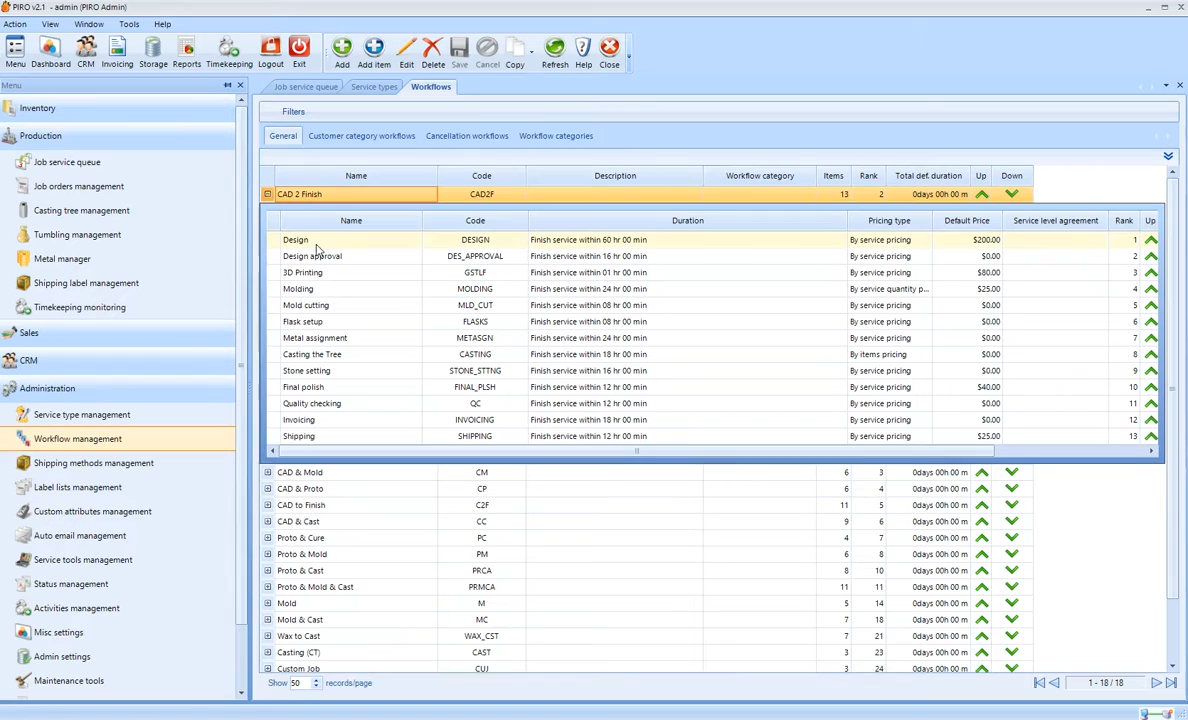 PIRO v2.1 - admin (PIRO Admin)
Action View Window Tools Help
Menu Dashboard CRM Invoicing Storage Reports Timekeeping Logout Exit Add Add item Edit Delete Save Cancel Copy Refresh Help Close
Menu
Job service queue Service types Workflows
Inventory
Production
Job service queue
Job orders management
Casting tree management
Tumbling management
Metal manager
Shipping label management
Timekeeping monitoring
Sales
CRM
Administration
Service type management
Workflow management
Shipping methods management
Label lists management
Custom attributes management
Auto email management
Service tools management
Status management
Activities management
Misc settings
Admin settings
Maintenance tools
Filters
General Customer category workflows Cancellation workflows Workflow categories
Name Code Description Workflow category Items Rank Total def. duration Up Down
CAD 2 Finish CAD2F 13 2 0days 00h 00 m
Name Code Duration Pricing type Default Price Service level agreement Rank Up
Design DESIGN Finish service within 60 hr 00 min By service pricing $200.00 1
Design approval DES_APPROVAL Finish service within 16 hr 00 min By service pricing $0.00 2
3D Printing GSTLF Finish service within 01 hr 00 min By service pricing $80.00 3
Molding MOLDING Finish service within 24 hr 00 min By service quantity p... $25.00 4
Mold cutting MLD_CUT Finish service within 08 hr 00 min By service pricing $0.00 5
Flask setup FLASKS Finish service within 08 hr 00 min By service pricing $0.00 6
Metal assignment METASGN Finish service within 24 hr 00 min By service pricing $0.00 7
Casting the Tree CASTING Finish service within 18 hr 00 min By items pricing $0.00 8
Stone setting STONE_STTNG Finish service within 16 hr 00 min By service pricing $0.00 9
Final polish FINAL_PLSH Finish service within 12 hr 00 min By service pricing $40.00 10
Quality checking QC Finish service within 12 hr 00 min By service pricing $0.00 11
Invoicing INVOICING Finish service within 18 hr 00 min By service pricing $0.00 12
Shipping SHIPPING Finish service within 12 hr 00 min By service pricing $25.00 13
CAD & Mold CM 6 3 0days 00h 00 m
CAD & Proto CP 6 4 0days 00h 00 m
CAD to Finish C2F 11 5 0days 00h 00 m
CAD & Cast CC 9 6 0days 00h 00 m
Proto & Cure PC 4 7 0days 00h 00 m
Proto & Mold PM 6 8 0days 00h 00 m
Proto & Cast PRCA 8 10 0days 00h 00 m
Proto & Mold & Cast PRMCA 11 11 0days 00h 00 m
Mold M 5 14 0days 00h 00 m
Mold & Cast MC 7 18 0days 00h 00 m
Wax to Cast WAX_CST 7 21 0days 00h 00 m
Casting (CT) CAST 3 23 0days 00h 00 m
Custom Job CUJ 3 24 0days 00h 00 m
Show 50 records/page 1 - 18 / 18